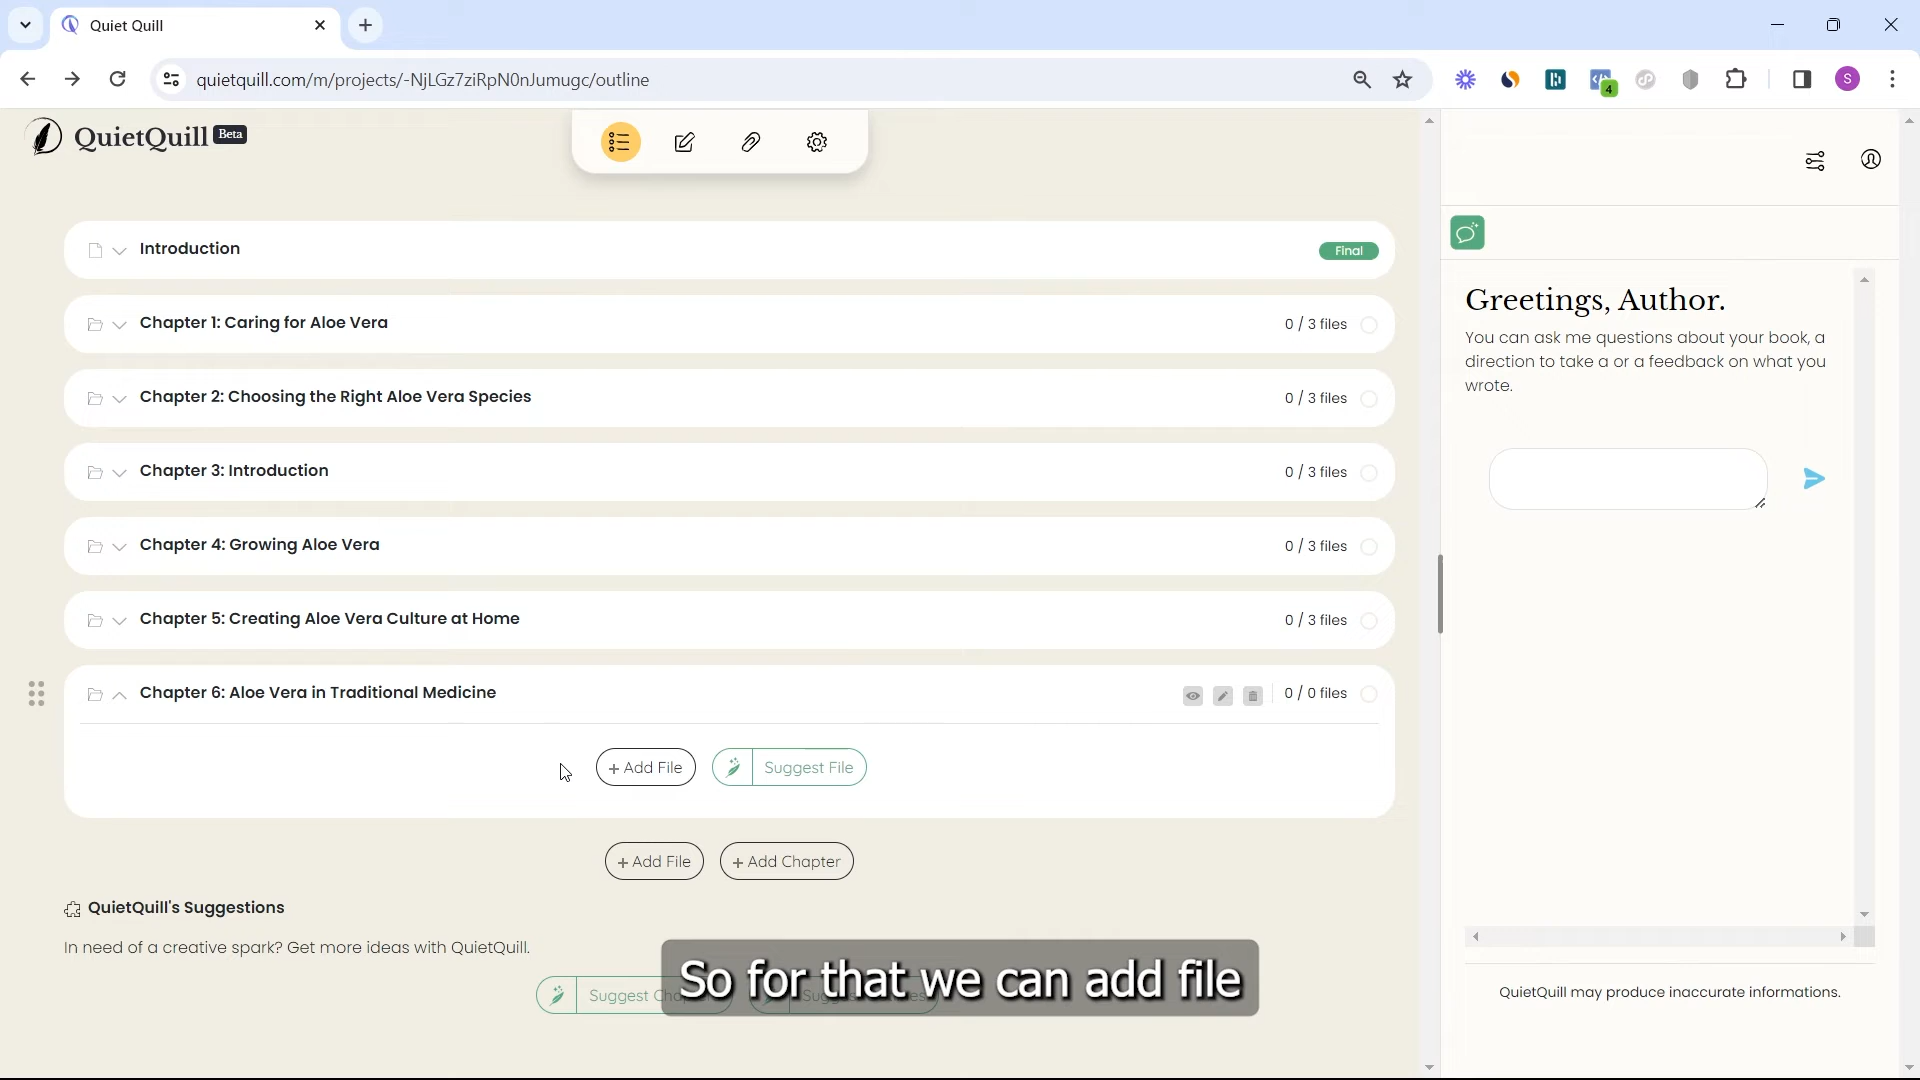 Quiet Quill
quietquill.com/m/projects/-NjLGz7ziRpN0nJumugc/outline
4
S
QuietQuill Beta
Introduction
Final
Chapter 1: Caring for Aloe Vera
0 / 3 files
Chapter 2: Choosing the Right Aloe Vera Species
0 / 3 files
Chapter 3: Introduction
0 / 3 files
Chapter 4: Growing Aloe Vera
0 / 3 files
Chapter 5: Creating Aloe Vera Culture at Home
0 / 3 files
Chapter 6: Aloe Vera in Traditional Medicine
0 / 0 files
+ Add File
Suggest File
+ Add File
+ Add Chapter
QuietQuill's Suggestions
In need of a creative spark? Get more ideas with QuietQuill.
Suggest
So for that we can add file
Greetings, Author.
You can ask me questions about your book, a
direction to take a or a feedback on what you
wrote.
QuietQuill may produce inaccurate informations.